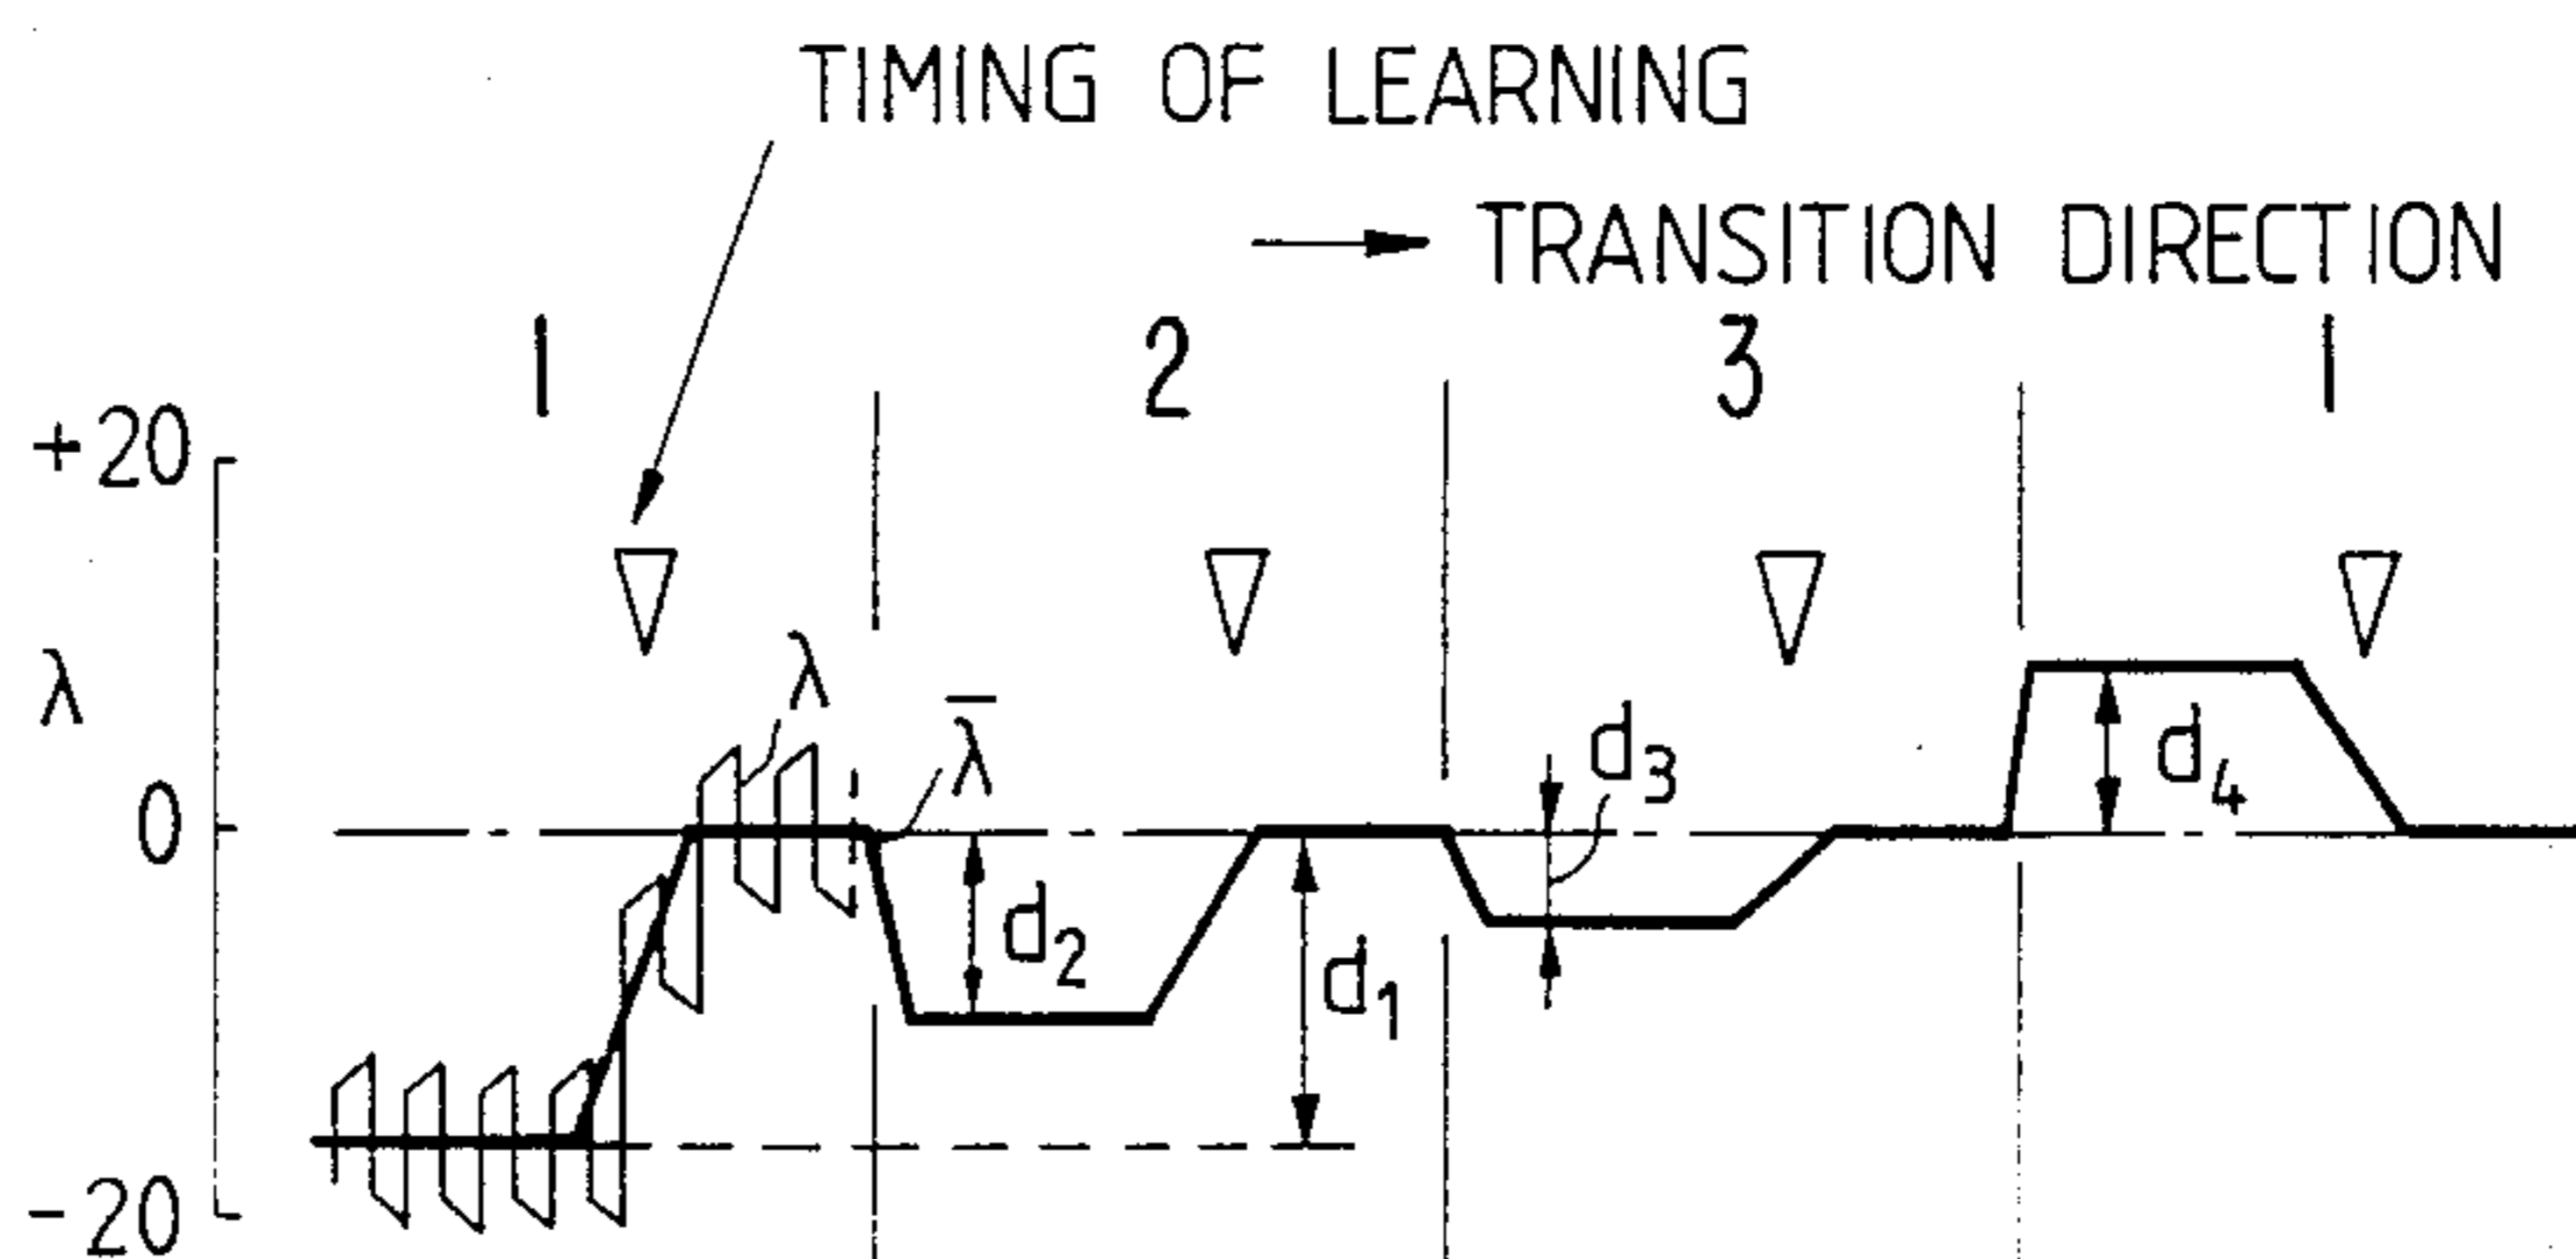 TIMING OF LEARNING
→ TRANSITION DIRECTION
1 2 3 1
+20
λ
0
-20
λ
λ̄
d₂
d₁
d₃
d₄